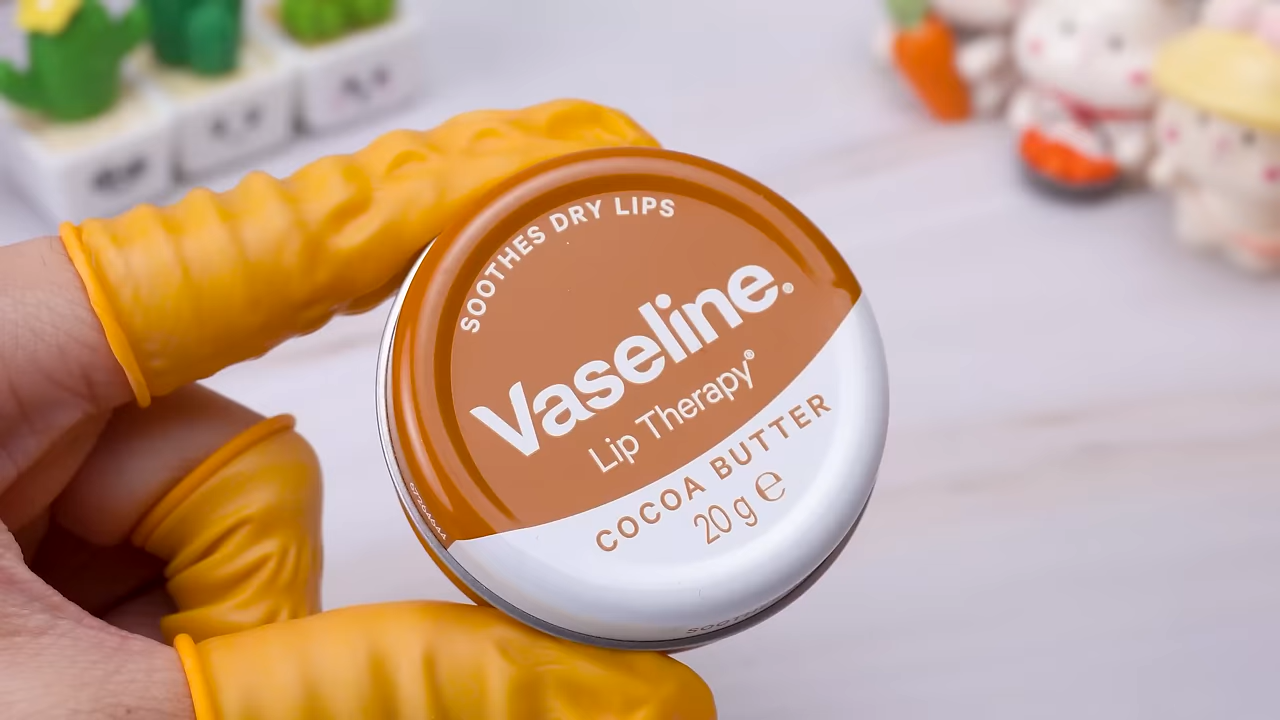 SOOTHES DRY LIPS
Vaseline.®
Lip Therapy®
COCOA BUTTER
20 g ℮